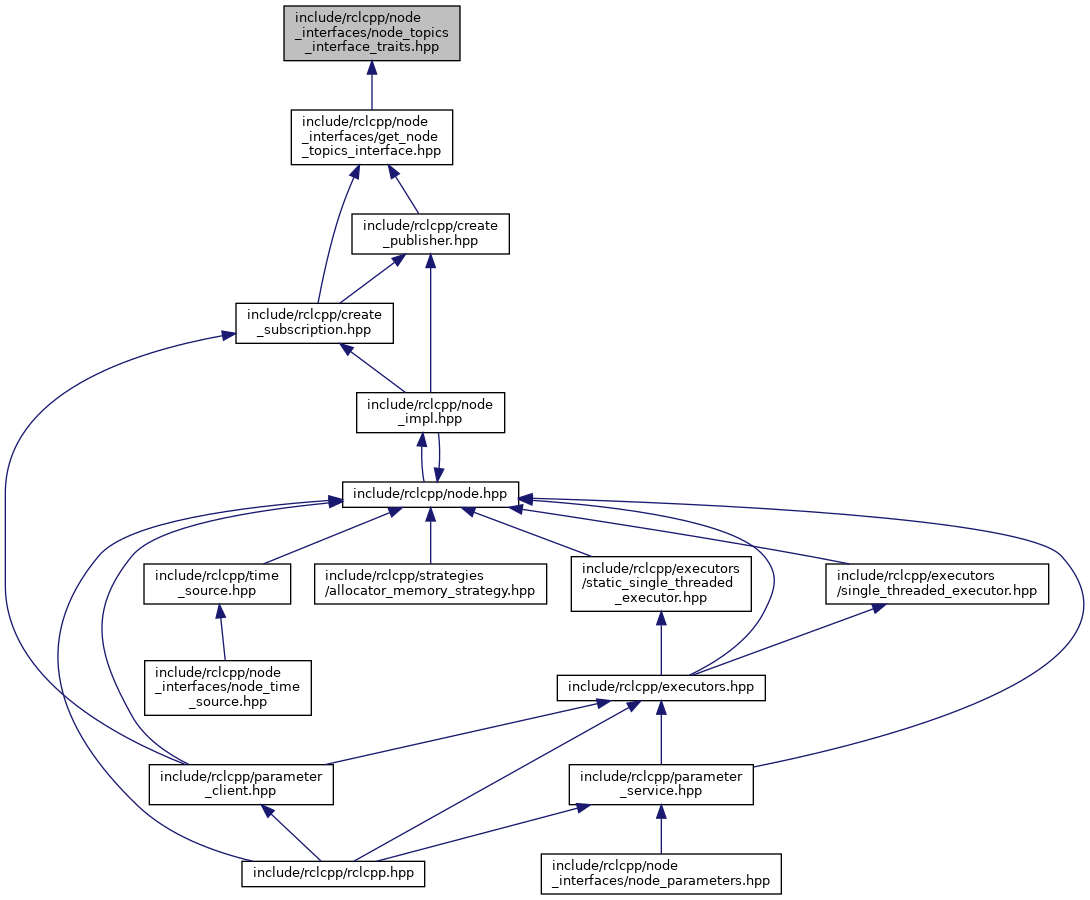 include/rclcpp/node
_interfaces/node_topics
_interface_traits.hpp
include/rclcpp/node
_interfaces/get_node
_topics_interface.hpp
include/rclcpp/create
_publisher.hpp
include/rclcpp/create
_subscription.hpp
include/rclcpp/node
_impl.hpp
include/rclcpp/node.hpp
include/rclcpp/time
_source.hpp
include/rclcpp/strategies
/allocator_memory_strategy.hpp
include/rclcpp/executors
/static_single_threaded
_executor.hpp
include/rclcpp/executors
/single_threaded_executor.hpp
include/rclcpp/node
_interfaces/node_time
_source.hpp
include/rclcpp/executors.hpp
include/rclcpp/parameter
_client.hpp
include/rclcpp/parameter
_service.hpp
include/rclcpp/rclcpp.hpp
include/rclcpp/node
_interfaces/node_parameters.hpp